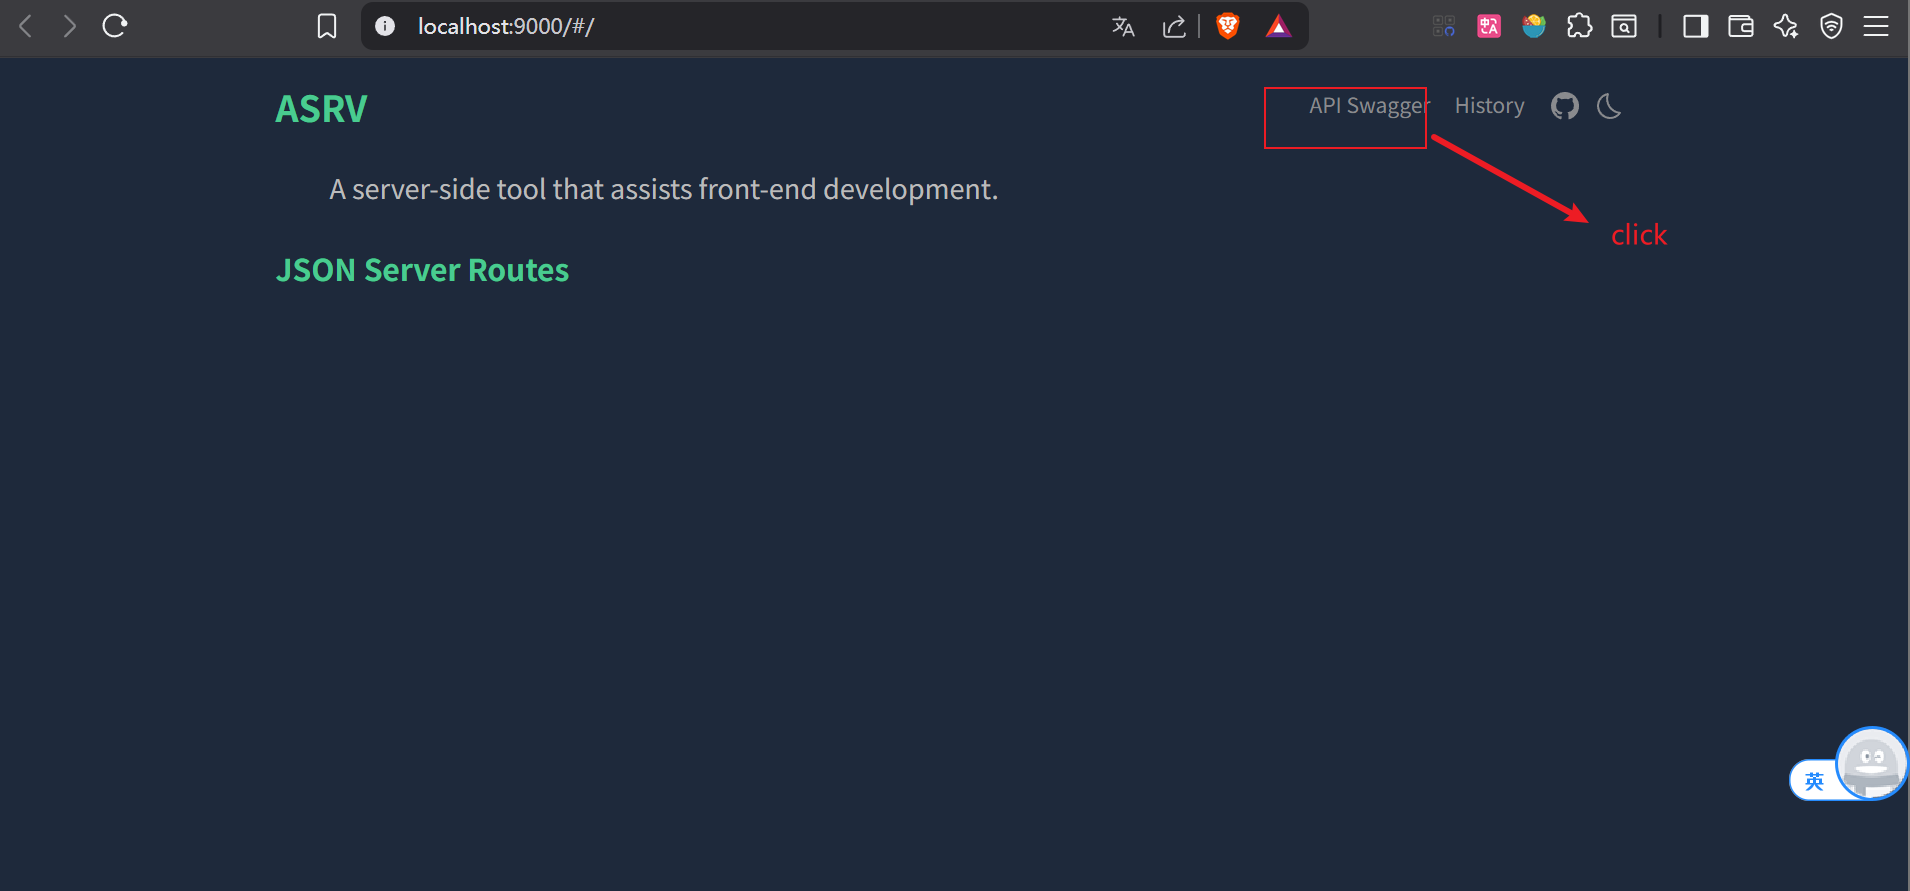 localhost:9000/#/
ASRV
API Swagger
History
A server-side tool that assists front-end development.
click
JSON Server Routes
英